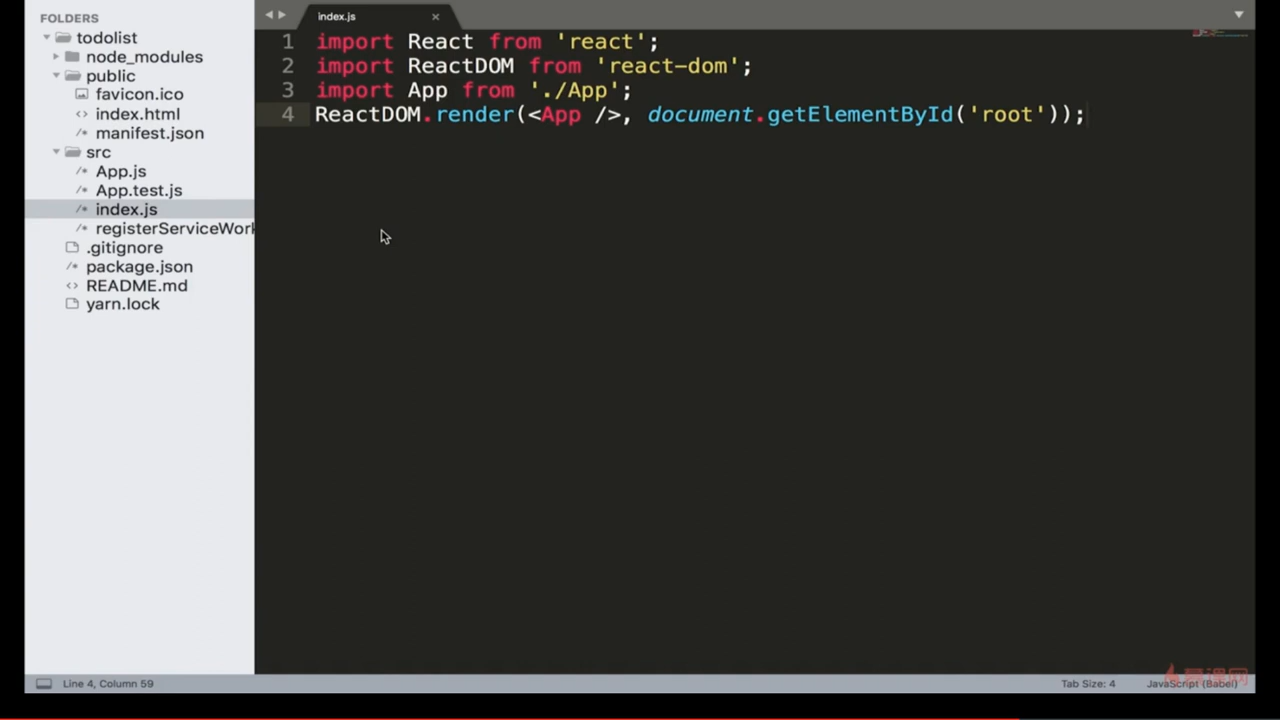 FOLDERS
todolist
node_modules
public
favicon.ico
index.html
manifest.json
src
App.js
App.test.js
index.js
registerServiceWork
.gitignore
package.json
README.md
yarn.lock
index.js
1 import React from 'react';
2 import ReactDOM from 'react-dom';
3 import App from './App';
4 ReactDOM.render(<App />, document.getElementById('root'));
Line 4, Column 59
Tab Size: 4
JavaScript (Babel)
慕课网